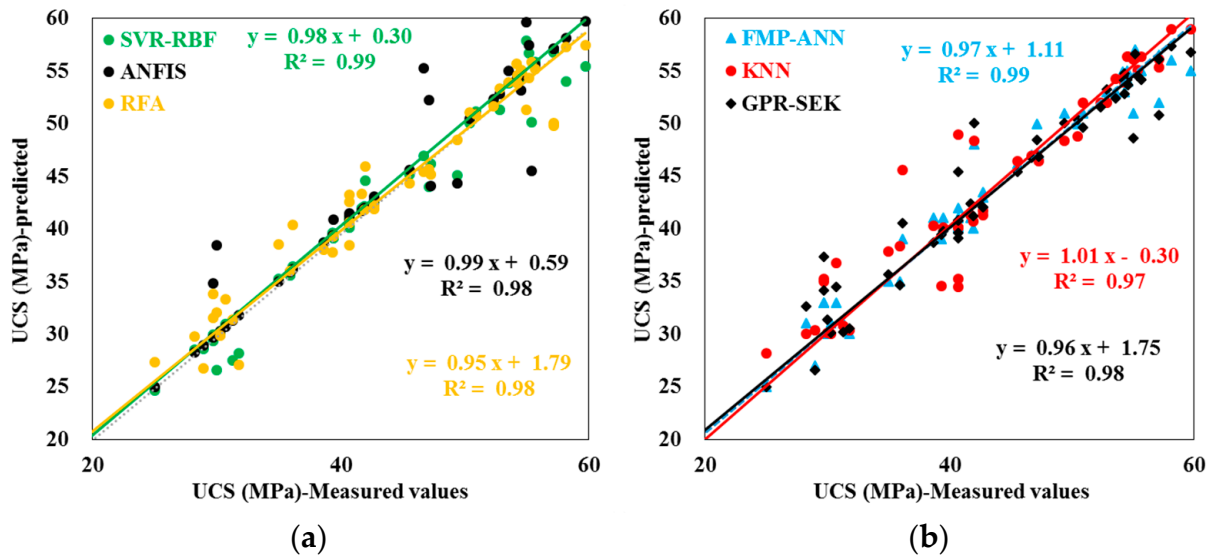 60
55
50
45
40
35
30
25
20
UCS (MPa)-predicted
SVR-RBF
ANFIS
RFA
y = 0.98 x + 0.30
R² = 0.99
y = 0.99 x + 0.59
R² = 0.98
y = 0.95 x + 1.79
R² = 0.98
20 40 60
UCS (MPa)-Measured values
(a)
60
55
50
45
40
35
30
25
20
UCS (MPa)-predicted
FMP-ANN
KNN
GPR-SEK
y = 0.97 x + 1.11
R² = 0.99
y = 1.01 x - 0.30
R² = 0.97
y = 0.96 x + 1.75
R² = 0.98
20 40 60
UCS (MPa)-Measured values
(b)